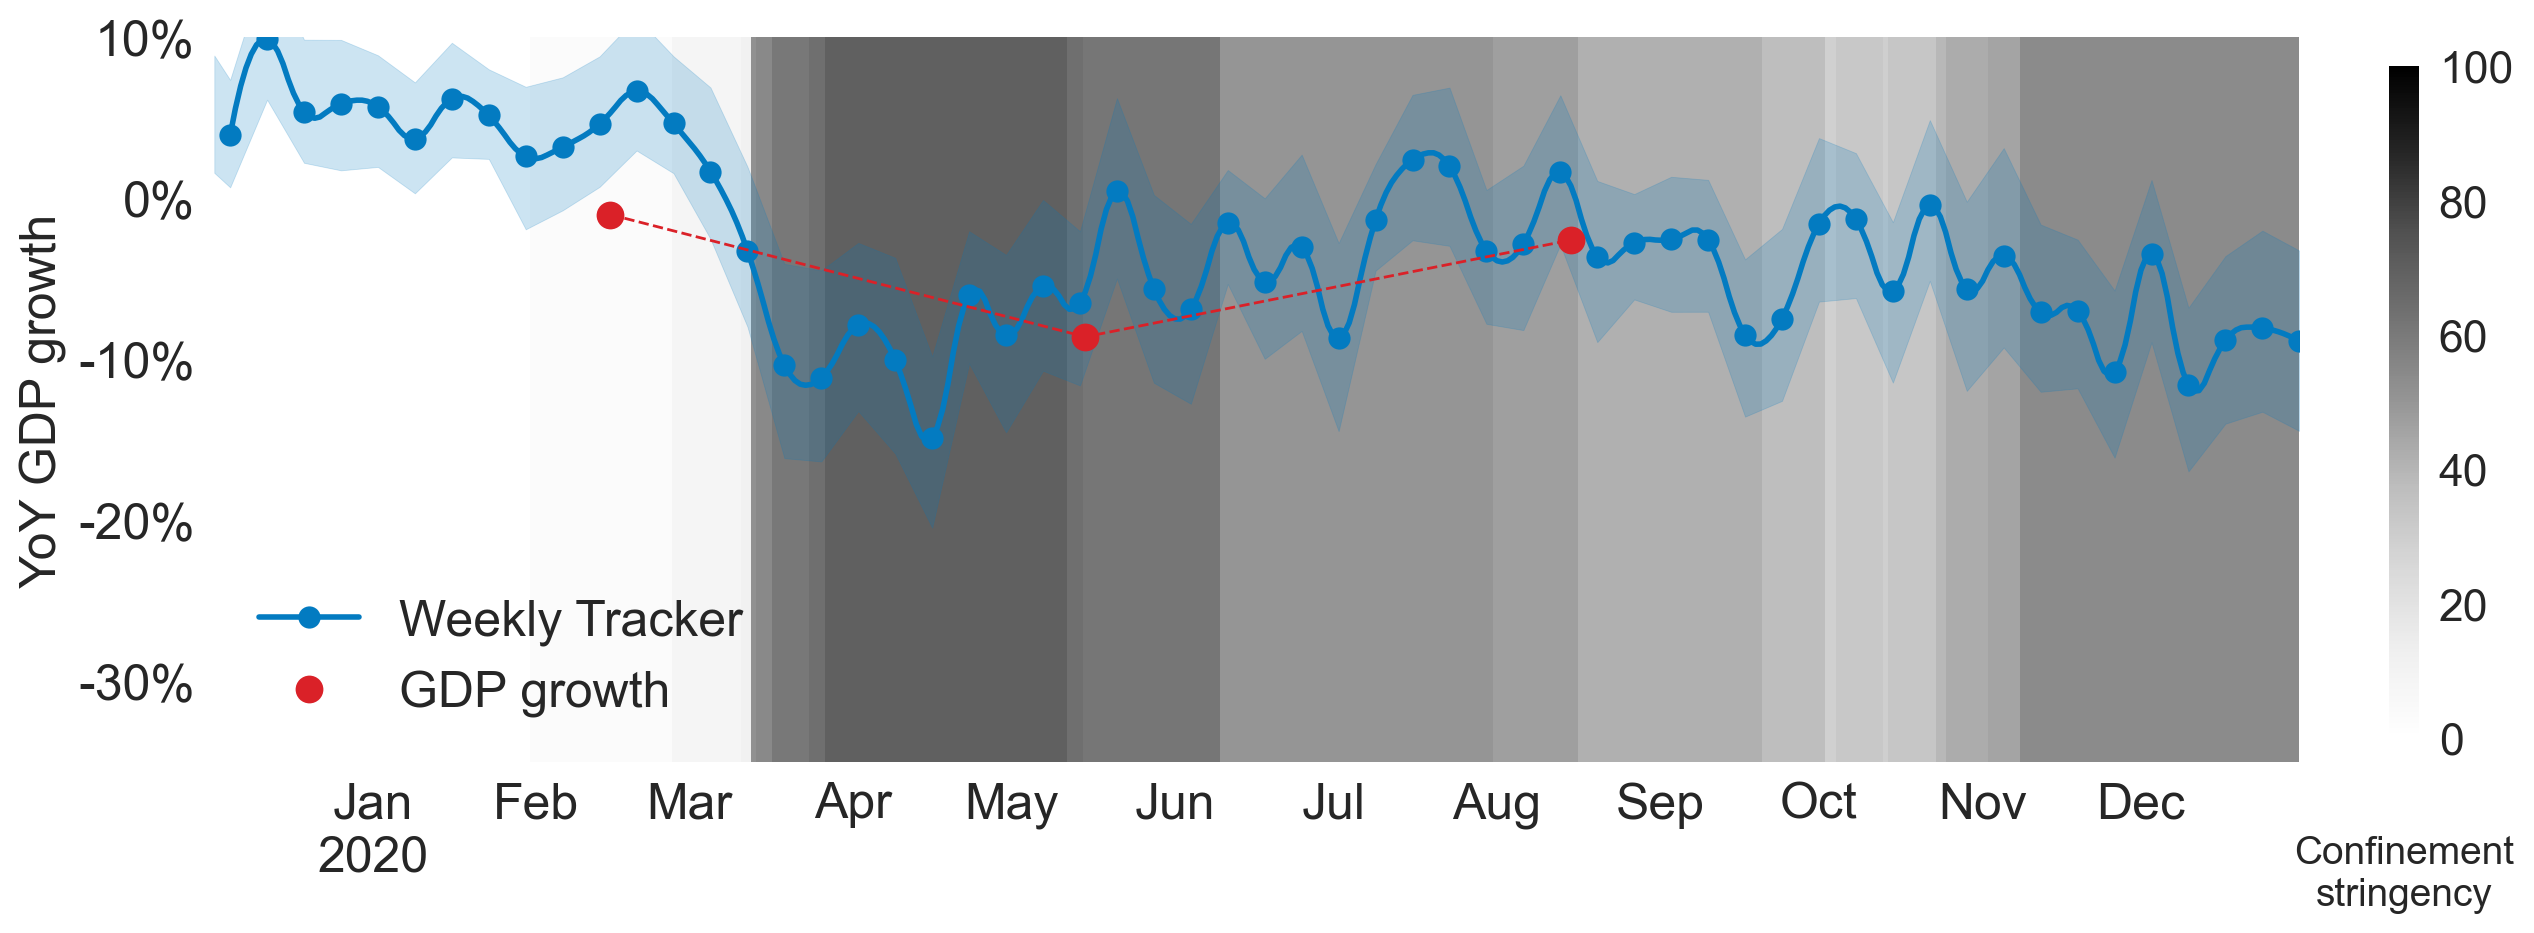 10%
0%
-10%
-20%
-30%
YoY GDP growth
Weekly Tracker
GDP growth
Jan Feb Mar Apr May Jun Jul Aug Sep Oct Nov Dec
2020
100
80
60
40
20
0
Confinement
stringency